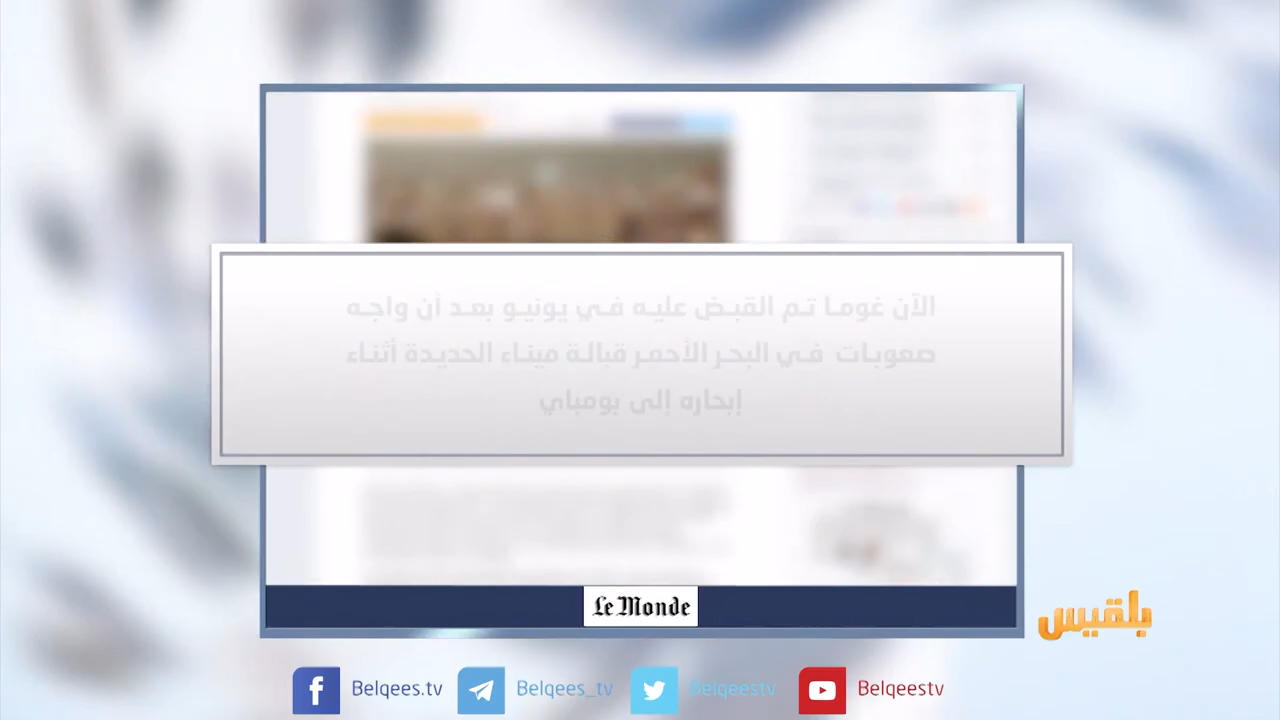 الآن غوما تم القبض عليه في يونيو بعد أن واجه
صعوبات في البحر الأحمر قبالة ميناء الحديدة أثناء
إبحاره إلى بومباي
Le Monde
بلقيس
Belqees.tv
Belqees_tv
Belqeestv
Belqeestv